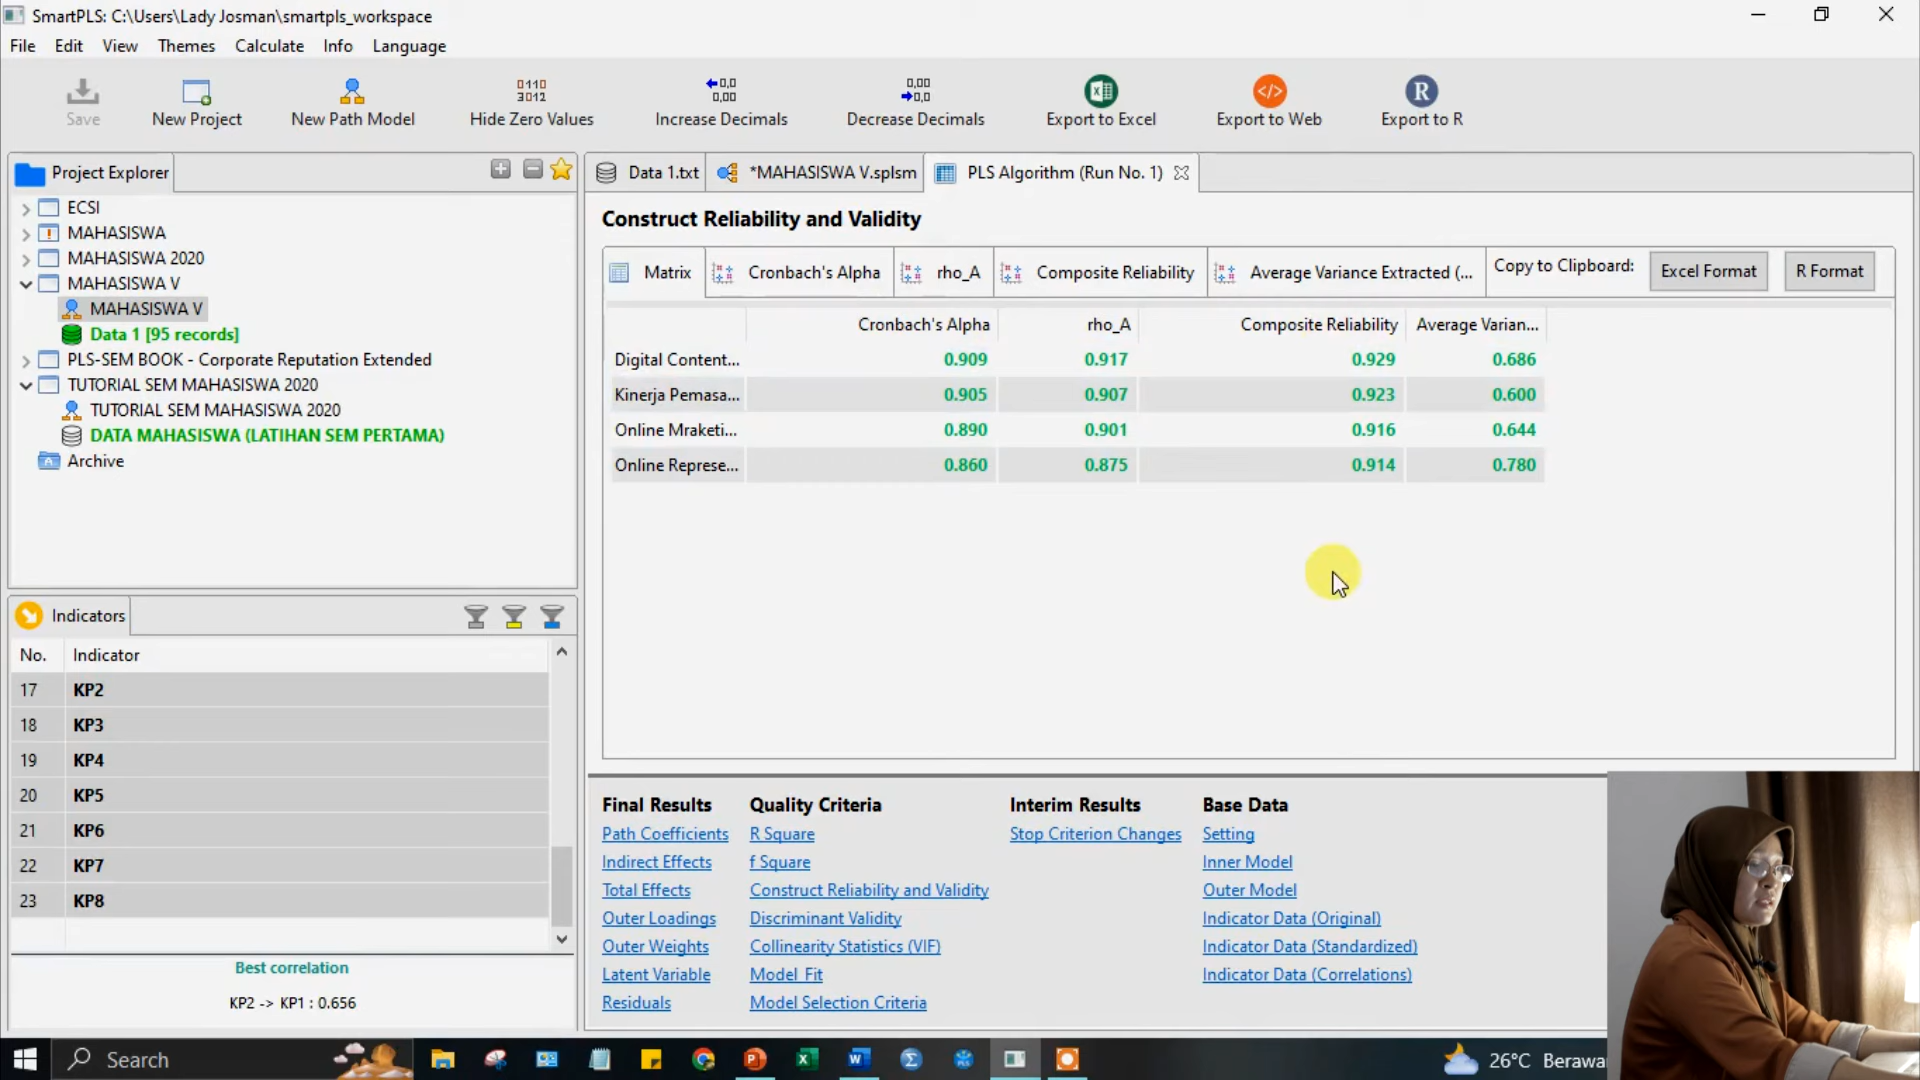 SmartPLS: C:\Users\Lady Josman\smartpls_workspace
File Edit View Themes Calculate Info Language
0110 3012 0,0 0,00 0,00 0,0 R
Save New Project New Path Model Hide Zero Values Increase Decimals Decrease Decimals Export to Excel Export to Web Export to R
Project Explorer
ECSI
MAHASISWA
MAHASISWA 2020
MAHASISWA V
MAHASISWA V
Data 1 [95 records]
PLS-SEM BOOK - Corporate Reputation Extended
TUTORIAL SEM MAHASISWA 2020
TUTORIAL SEM MAHASISWA 2020
DATA MAHASISWA (LATIHAN SEM PERTAMA)
Archive
Indicators
No. Indicator
17 KP2
18 KP3
19 KP4
20 KP5
21 KP6
22 KP7
23 KP8
Best correlation
KP2 -> KP1 : 0.656
Data 1.txt *MAHASISWA V.splsm PLS Algorithm (Run No. 1)
Construct Reliability and Validity
Matrix Cronbach's Alpha rho_A Composite Reliability Average Variance Extracted (... Copy to Clipboard: Excel Format R Format
Cronbach's Alpha rho_A Composite Reliability Average Varian...
Digital Content... 0.909 0.917 0.929 0.686
Kinerja Pemasa... 0.905 0.907 0.923 0.600
Online Mraketi... 0.890 0.901 0.916 0.644
Online Represe... 0.860 0.875 0.914 0.780
Final Results Quality Criteria Interim Results Base Data
Path Coefficients R Square Stop Criterion Changes Setting
Indirect Effects f Square Inner Model
Total Effects Construct Reliability and Validity Outer Model
Outer Loadings Discriminant Validity Indicator Data (Original)
Outer Weights Collinearity Statistics (VIF) Indicator Data (Standardized)
Latent Variable Model_Fit Indicator Data (Correlations)
Residuals Model Selection Criteria
Search 26°C Berawa